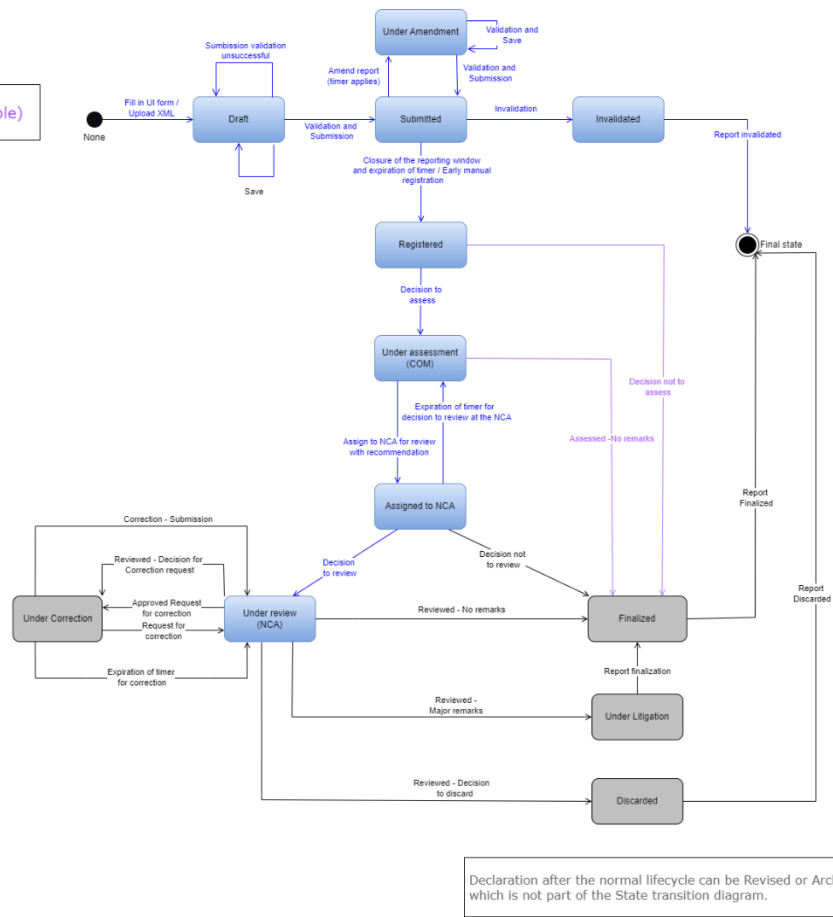 Under Amendment
Validation and
Save
Sumbission validation
unsuccessful
Amend report
(timer applies)
Validation and
Submission
Fill in UI form /
Upload XML
None
Draft
Validation and
Submission
Submitted
Invalidation
Invalidated
Report invalidated
Save
Closure of the reporting window
and expiration of timer / Early manual
registration
Registered
Final state
Decision to
assess
Under assessment
(COM)
Decision not to
assess
Expiration of timer for
decision to review at the NCA
Assign to NCA for review
with recommendation
Assessed -No remarks
Assigned to NCA
Report
Finalized
Correction - Submission
Reviewed - Decision for
Correction request
Decision
to review
Decision not
to review
Report
Discarded
Under Correction
Approved Request
for correction
Request for
correction
Under review
(NCA)
Reviewed - No remarks
Finalized
Expiration of timer
for correction
Report finalization
Reviewed -
Major remarks
Under Litigation
Reviewed - Decision
to discard
Discarded
Declaration after the normal lifecycle can be Revised or
which is not part of the State transition diagram.